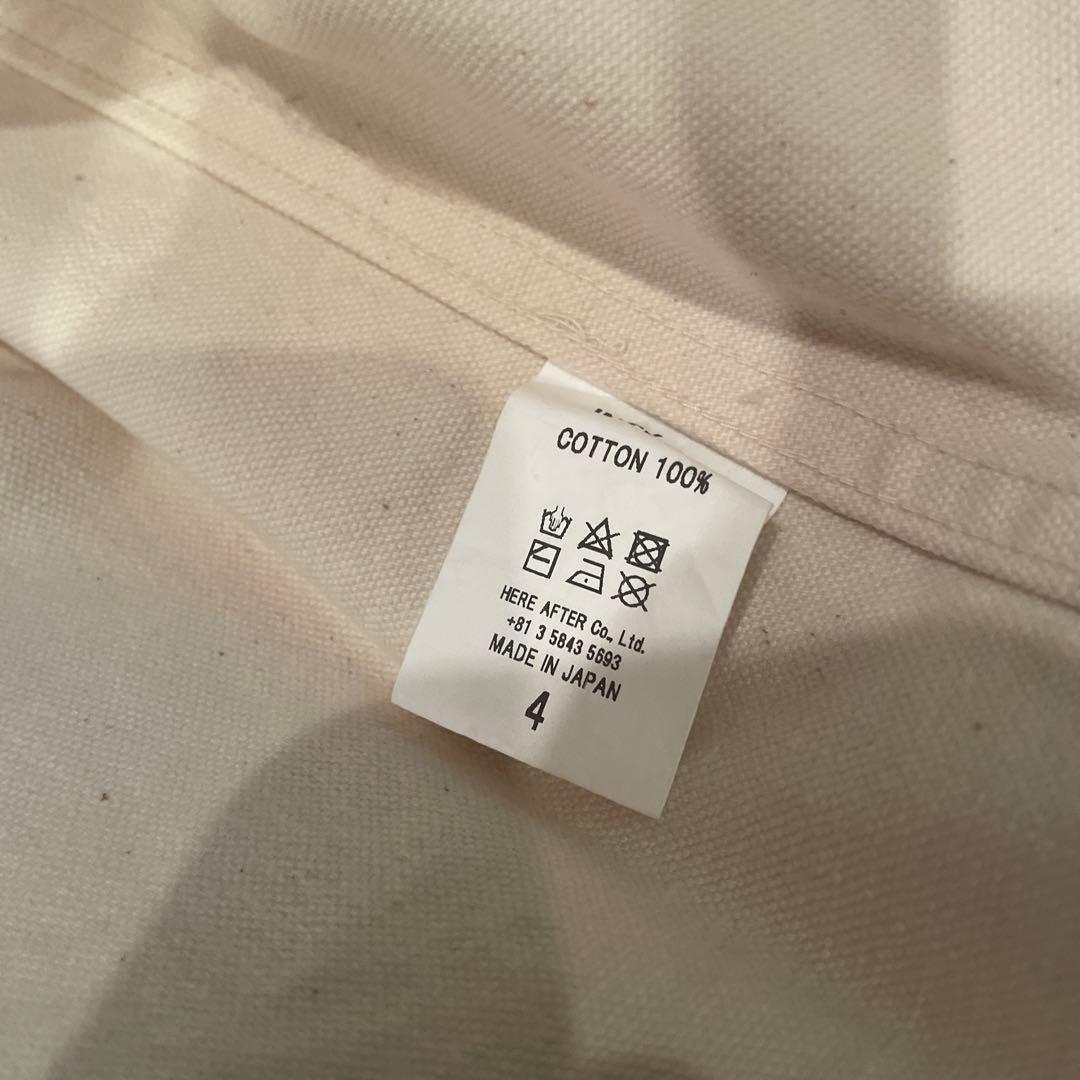 COTTON 100%
HERE AFTER Co., Ltd.
+81 3 5843 5693
MADE IN JAPAN
4